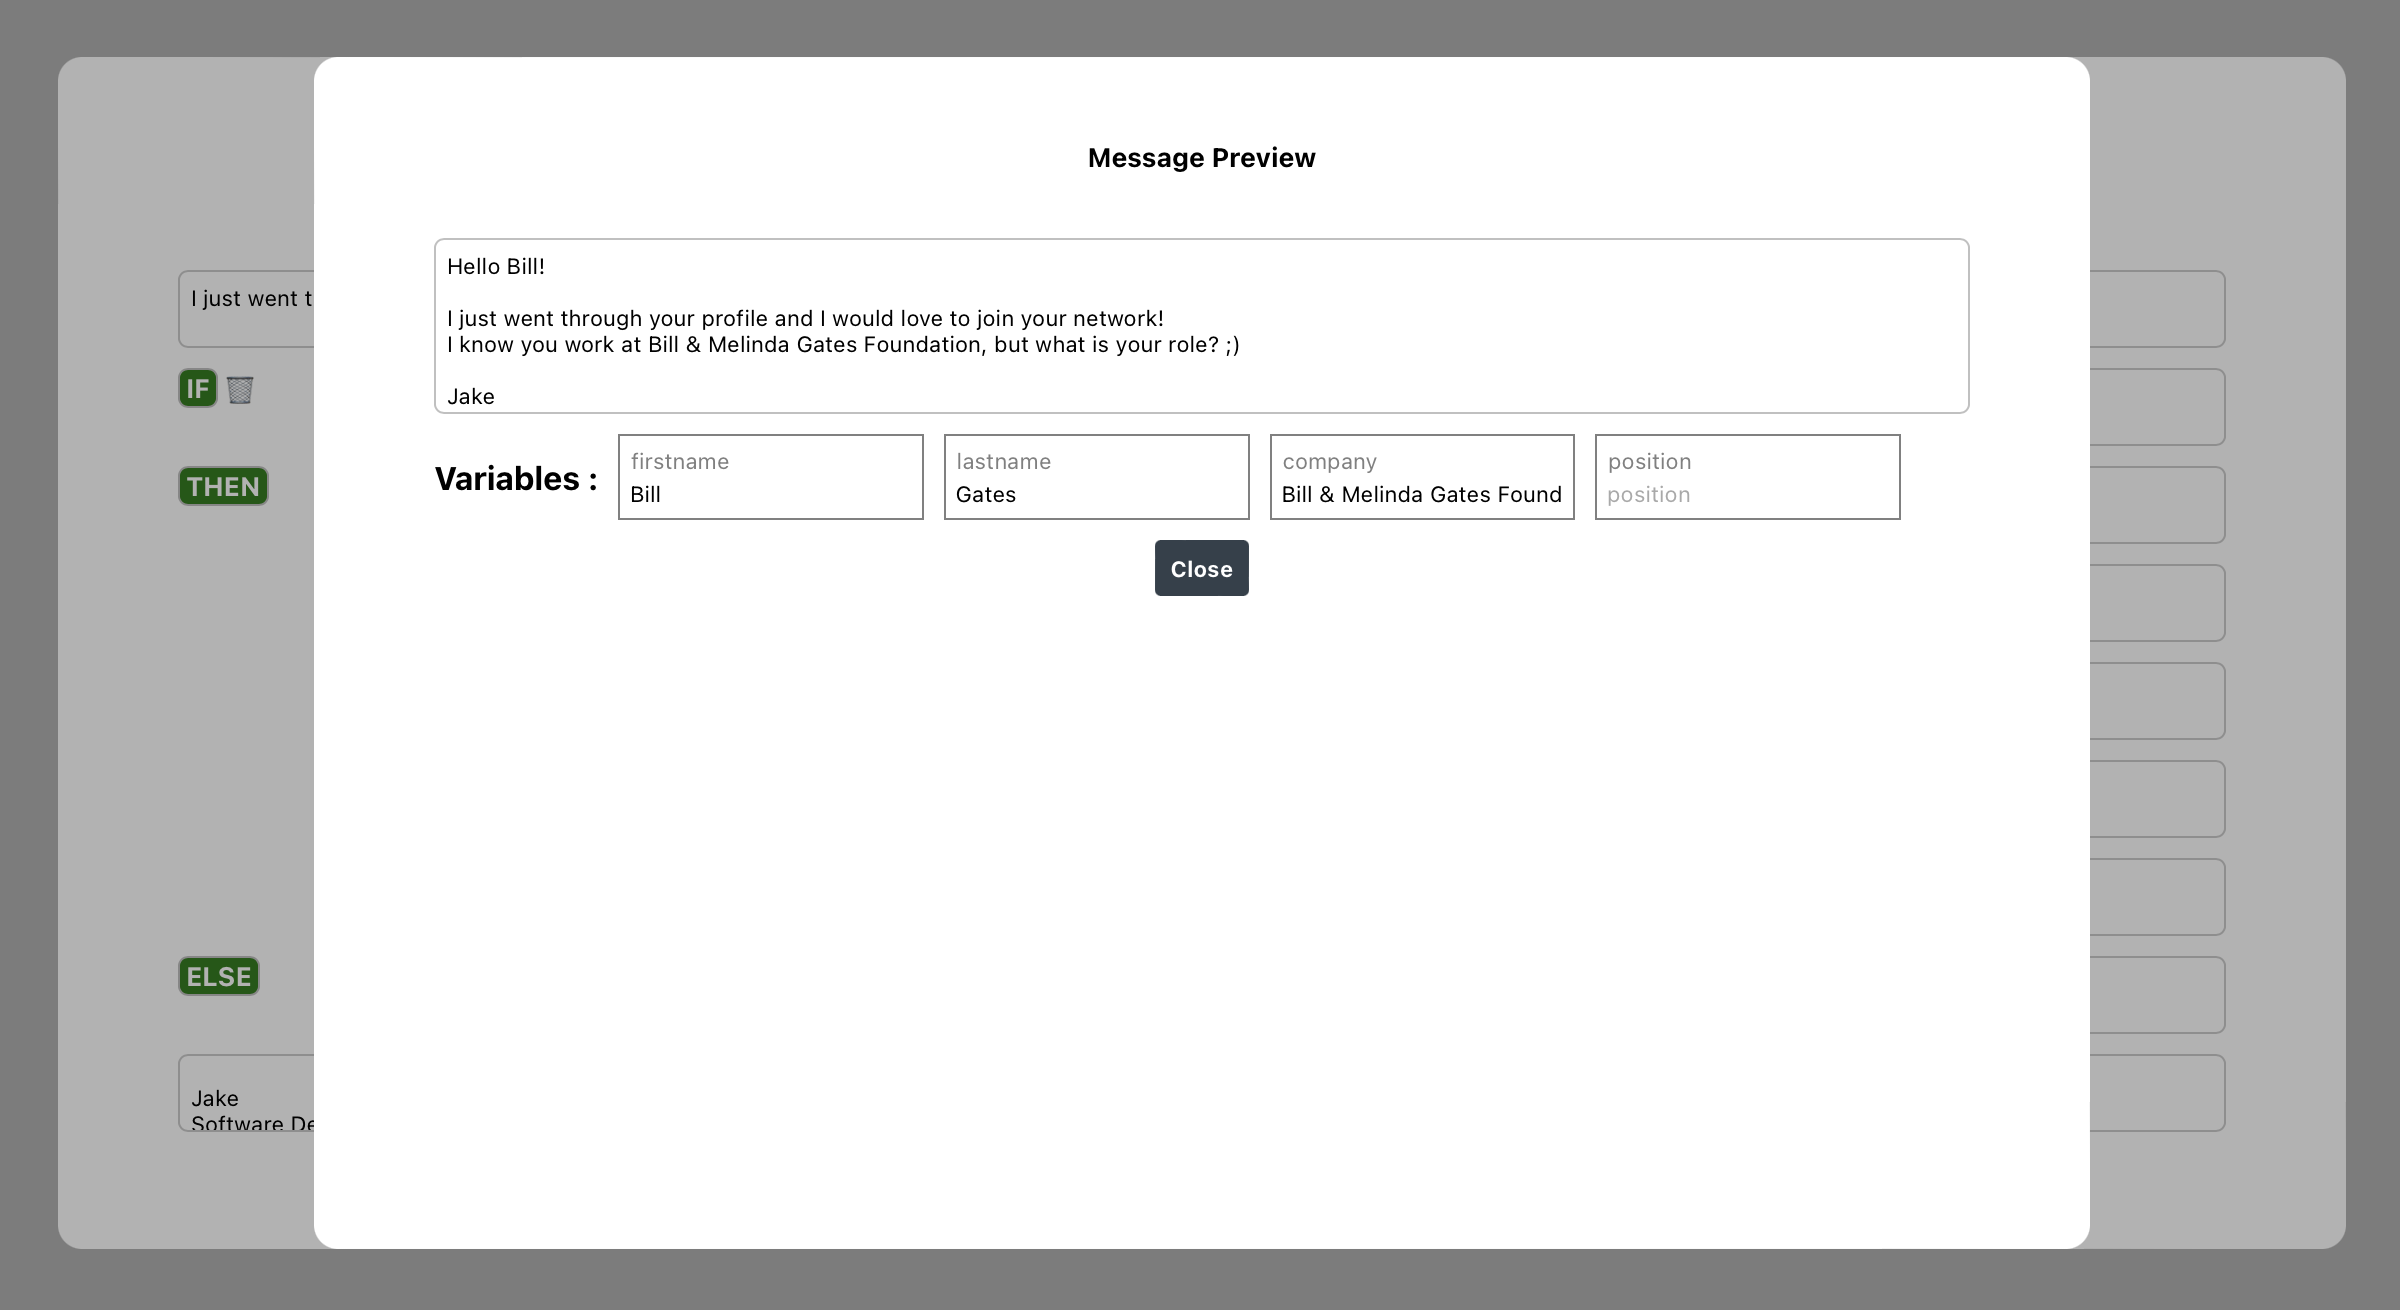 Message Preview
Hello Bill!
I just went through your profile and I would love to join your network!
I know you work at Bill & Melinda Gates Foundation, but what is your role? ;)
Jake
Variables :
firstname
Bill
lastname
Gates
company
Bill & Melinda Gates Found
position
position
Close
I just went t
IF
THEN
ELSE
Jake
Software De